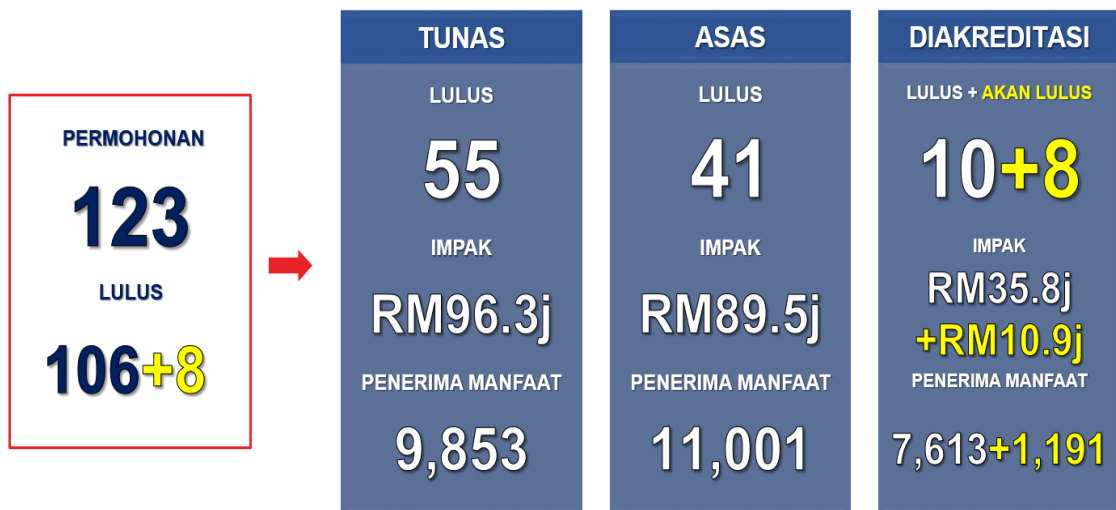 PERMOHONAN
123
LULUS
106+8
TUNAS
LULUS
55
IMPAK
RM96.3j
PENERIMA MANFAAT
9,853
ASAS
LULUS
41
IMPAK
RM89.5j
PENERIMA MANFAAT
11,001
DIAKREDITASI
LULUS + AKAN LULUS
10+8
IMPAK
RM35.8j
+RM10.9j
PENERIMA MANFAAT
7,613+1,191